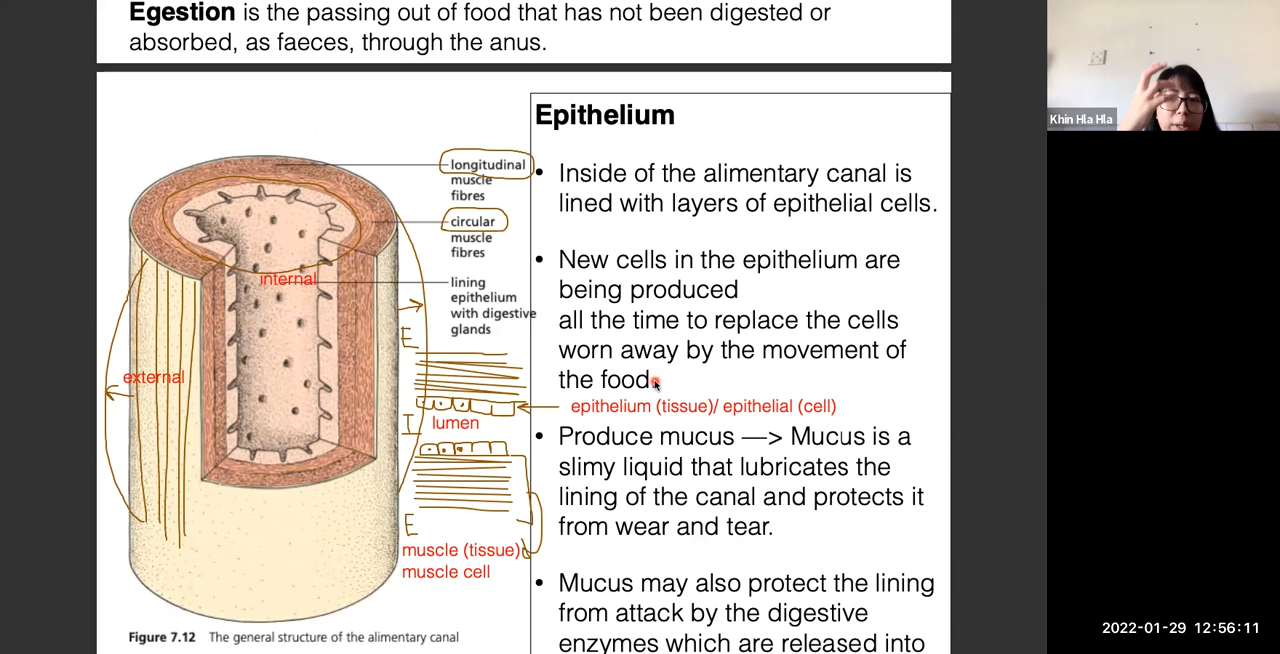 Egestion is the passing out of food that has not been digested or
absorbed, as faeces, through the anus.
Khin Hla Hla
Epithelium
longitudinal
muscle
fibres
circular
muscle
fibres
lining
epithelium
with digestive
glands
internal
external
E
lumen
I
E
muscle (tissue)
muscle cell
Figure 7.12 The general structure of the alimentary canal
• Inside of the alimentary canal is
lined with layers of epithelial cells.
• New cells in the epithelium are
being produced
all the time to replace the cells
worn away by the movement of
the food.
epithelium (tissue)/ epithelial (cell)
• Produce mucus —> Mucus is a
slimy liquid that lubricates the
lining of the canal and protects it
from wear and tear.
• Mucus may also protect the lining
from attack by the digestive
enzymes which are released into
2022-01-29 12:56:11